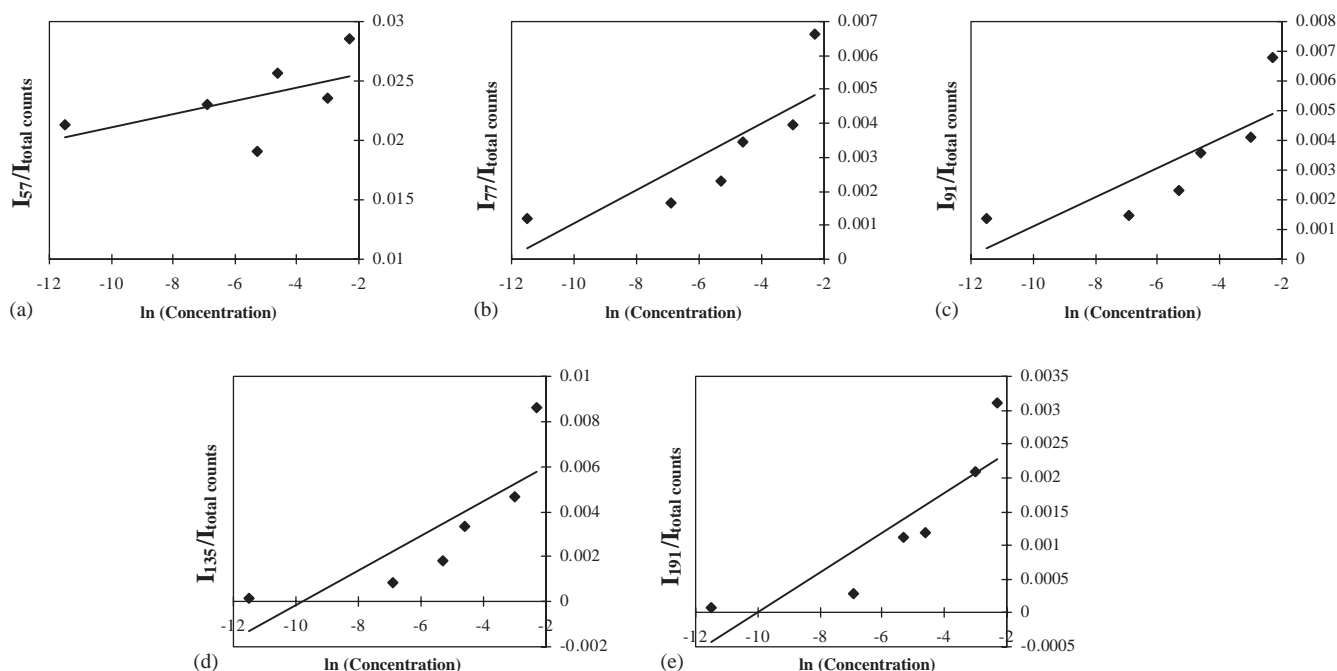 0.03
0.025
0.02
0.015
0.01
I57/Itotal counts
-12 -10 -8 -6 -4 -2
(a) ln (Concentration)
0.007
0.006
0.005
0.004
0.003
0.002
0.001
0
I77/Itotal counts
-12 -10 -8 -6 -4 -2
(b) ln (Concentration)
0.008
0.007
0.006
0.005
0.004
0.003
0.002
0.001
0
I91/Itotal counts
-12 -10 -8 -6 -4 -2
(c) ln (Concentration)
0.01
0.008
0.006
0.004
0.002
0
-0.002
I135/Itotal counts
-12 -10 -8 -6 -4 -2
(d) ln (Concentration)
0.0035
0.003
0.0025
0.002
0.0015
0.001
0.0005
0
-0.0005
I191/Itotal counts
-12 -10 -8 -6 -4 -2
(e) ln (Concentration)